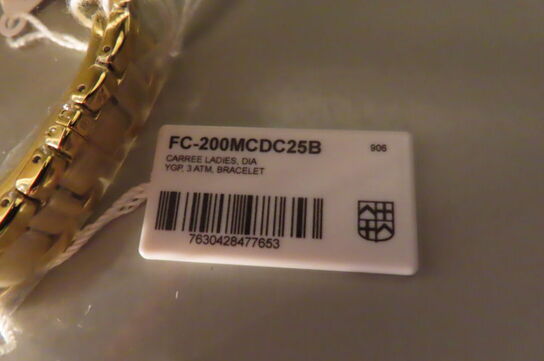 FC-200MCDC25B 906
CARREE LADIES, DIA
YGP, 3 ATM, BRACELET
7630428477653